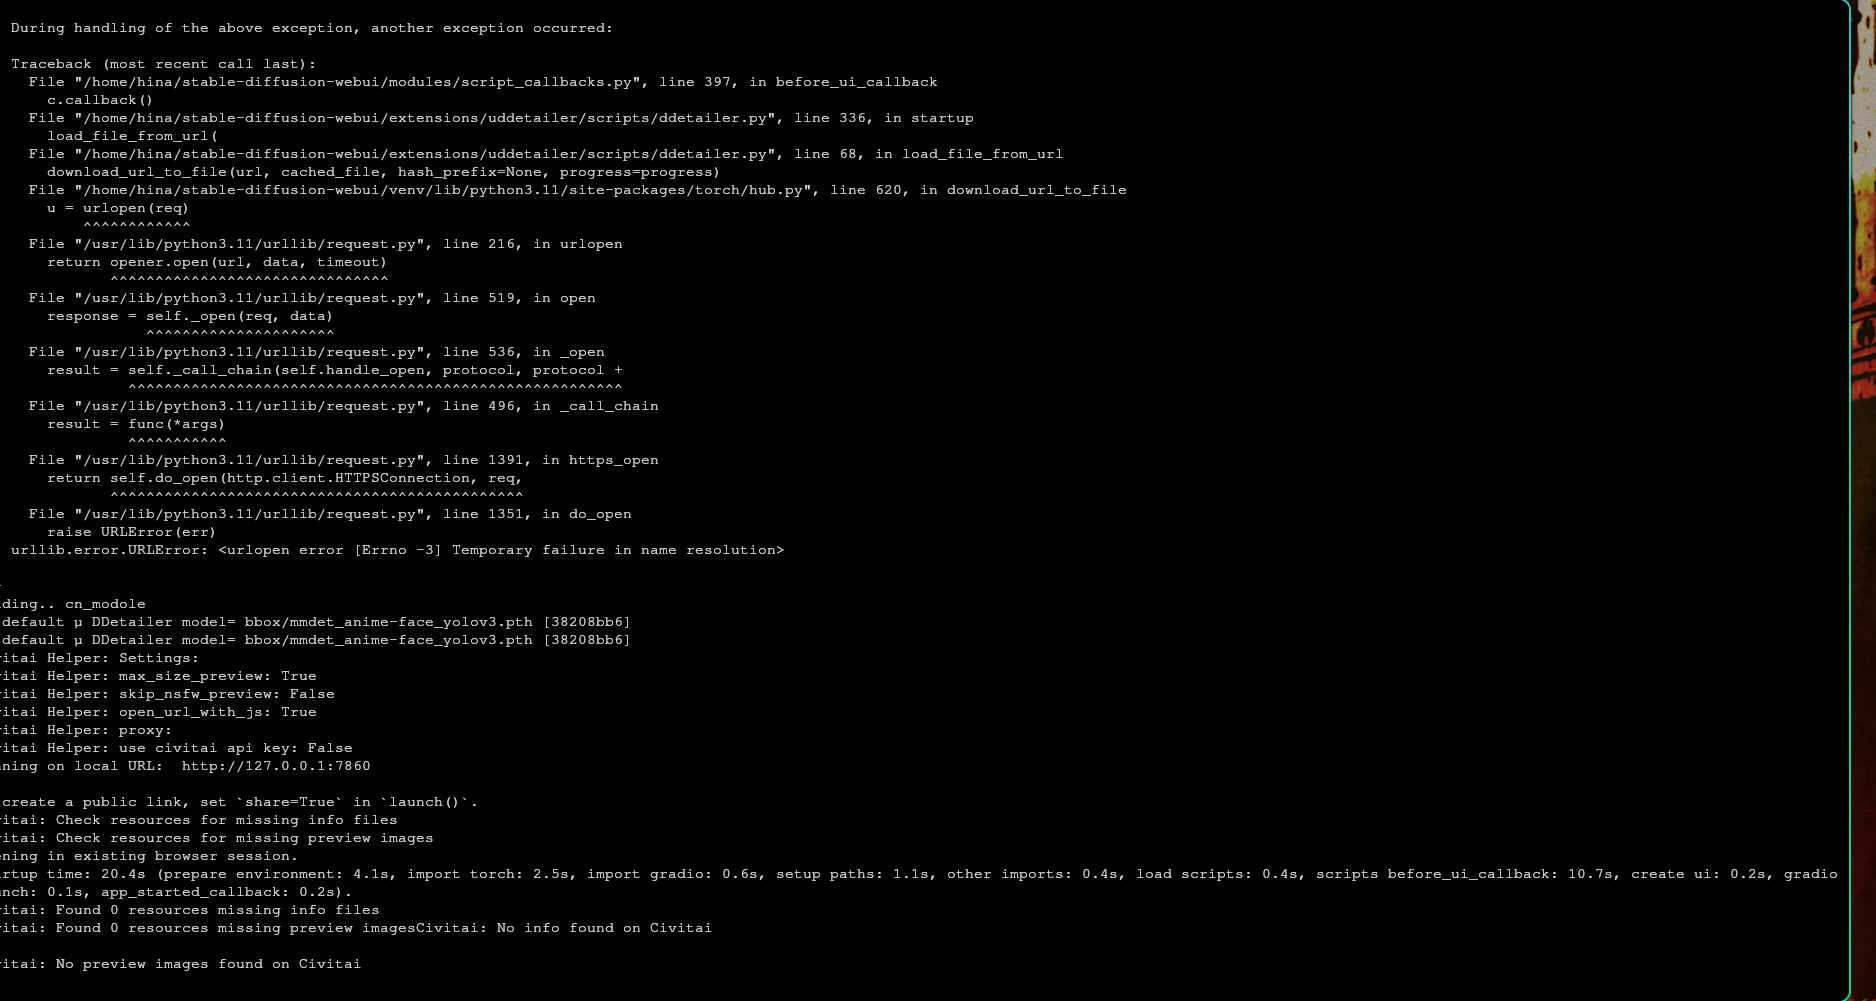 During handling of the above exception, another exception occurred:
Traceback (most recent call last):
File "/home/hina/stable-diffusion-webui/modules/script_callbacks.py", line 397, in before_ui_callback
c.callback()
File "/home/hina/stable-diffusion-webui/extensions/uddetailer/scripts/ddetailer.py", line 336, in startup
load_file_from_url(
File "/home/hina/stable-diffusion-webui/extensions/uddetailer/scripts/ddetailer.py", line 68, in load_file_from_url
download_url_to_file(url, cached_file, hash_prefix=None, progress=progress)
File "/home/hina/stable-diffusion-webui/venv/lib/python3.11/site-packages/torch/hub.py", line 620, in download_url_to_file
u = urlopen(req)
^^^^^^^^^^^^
File "/usr/lib/python3.11/urllib/request.py", line 216, in urlopen
return opener.open(url, data, timeout)
^^^^^^^^^^^^^^^^^^^^^^^^^^^^^^^
File "/usr/lib/python3.11/urllib/request.py", line 519, in open
response = self._open(req, data)
^^^^^^^^^^^^^^^^^^^^^
File "/usr/lib/python3.11/urllib/request.py", line 536, in _open
result = self._call_chain(self.handle_open, protocol, protocol +
^^^^^^^^^^^^^^^^^^^^^^^^^^^^^^^^^^^^^^^^^^^^^^^^^^^^^^^
File "/usr/lib/python3.11/urllib/request.py", line 496, in _call_chain
result = func(*args)
^^^^^^^^^^^
File "/usr/lib/python3.11/urllib/request.py", line 1391, in https_open
return self.do_open(http.client.HTTPSConnection, req,
^^^^^^^^^^^^^^^^^^^^^^^^^^^^^^^^^^^^^^^^^^^^^^
File "/usr/lib/python3.11/urllib/request.py", line 1351, in do_open
raise URLError(err)
urllib.error.URLError: <urlopen error [Errno -3] Temporary failure in name resolution>
ding.. cn_modole
default µ DDetailer model= bbox/mmdet_anime-face_yolov3.pth [38208bb6]
default µ DDetailer model= bbox/mmdet_anime-face_yolov3.pth [38208bb6]
itai Helper: Settings:
itai Helper: max_size_preview: True
itai Helper: skip_nsfw_preview: False
itai Helper: open_url_with_js: True
itai Helper: proxy:
itai Helper: use civitai api key: False
ning on local URL:  http://127.0.0.1:7860
create a public link, set `share=True` in `launch()`.
itai: Check resources for missing info files
itai: Check resources for missing preview images
ening in existing browser session.
rtup time: 20.4s (prepare environment: 4.1s, import torch: 2.5s, import gradio: 0.6s, setup paths: 1.1s, other imports: 0.4s, load scripts: 0.4s, scripts before_ui_callback: 10.7s, create ui: 0.2s, gradio
nch: 0.1s, app_started_callback: 0.2s).
itai: Found 0 resources missing info files
itai: Found 0 resources missing preview imagesCivitai: No info found on Civitai
itai: No preview images found on Civitai